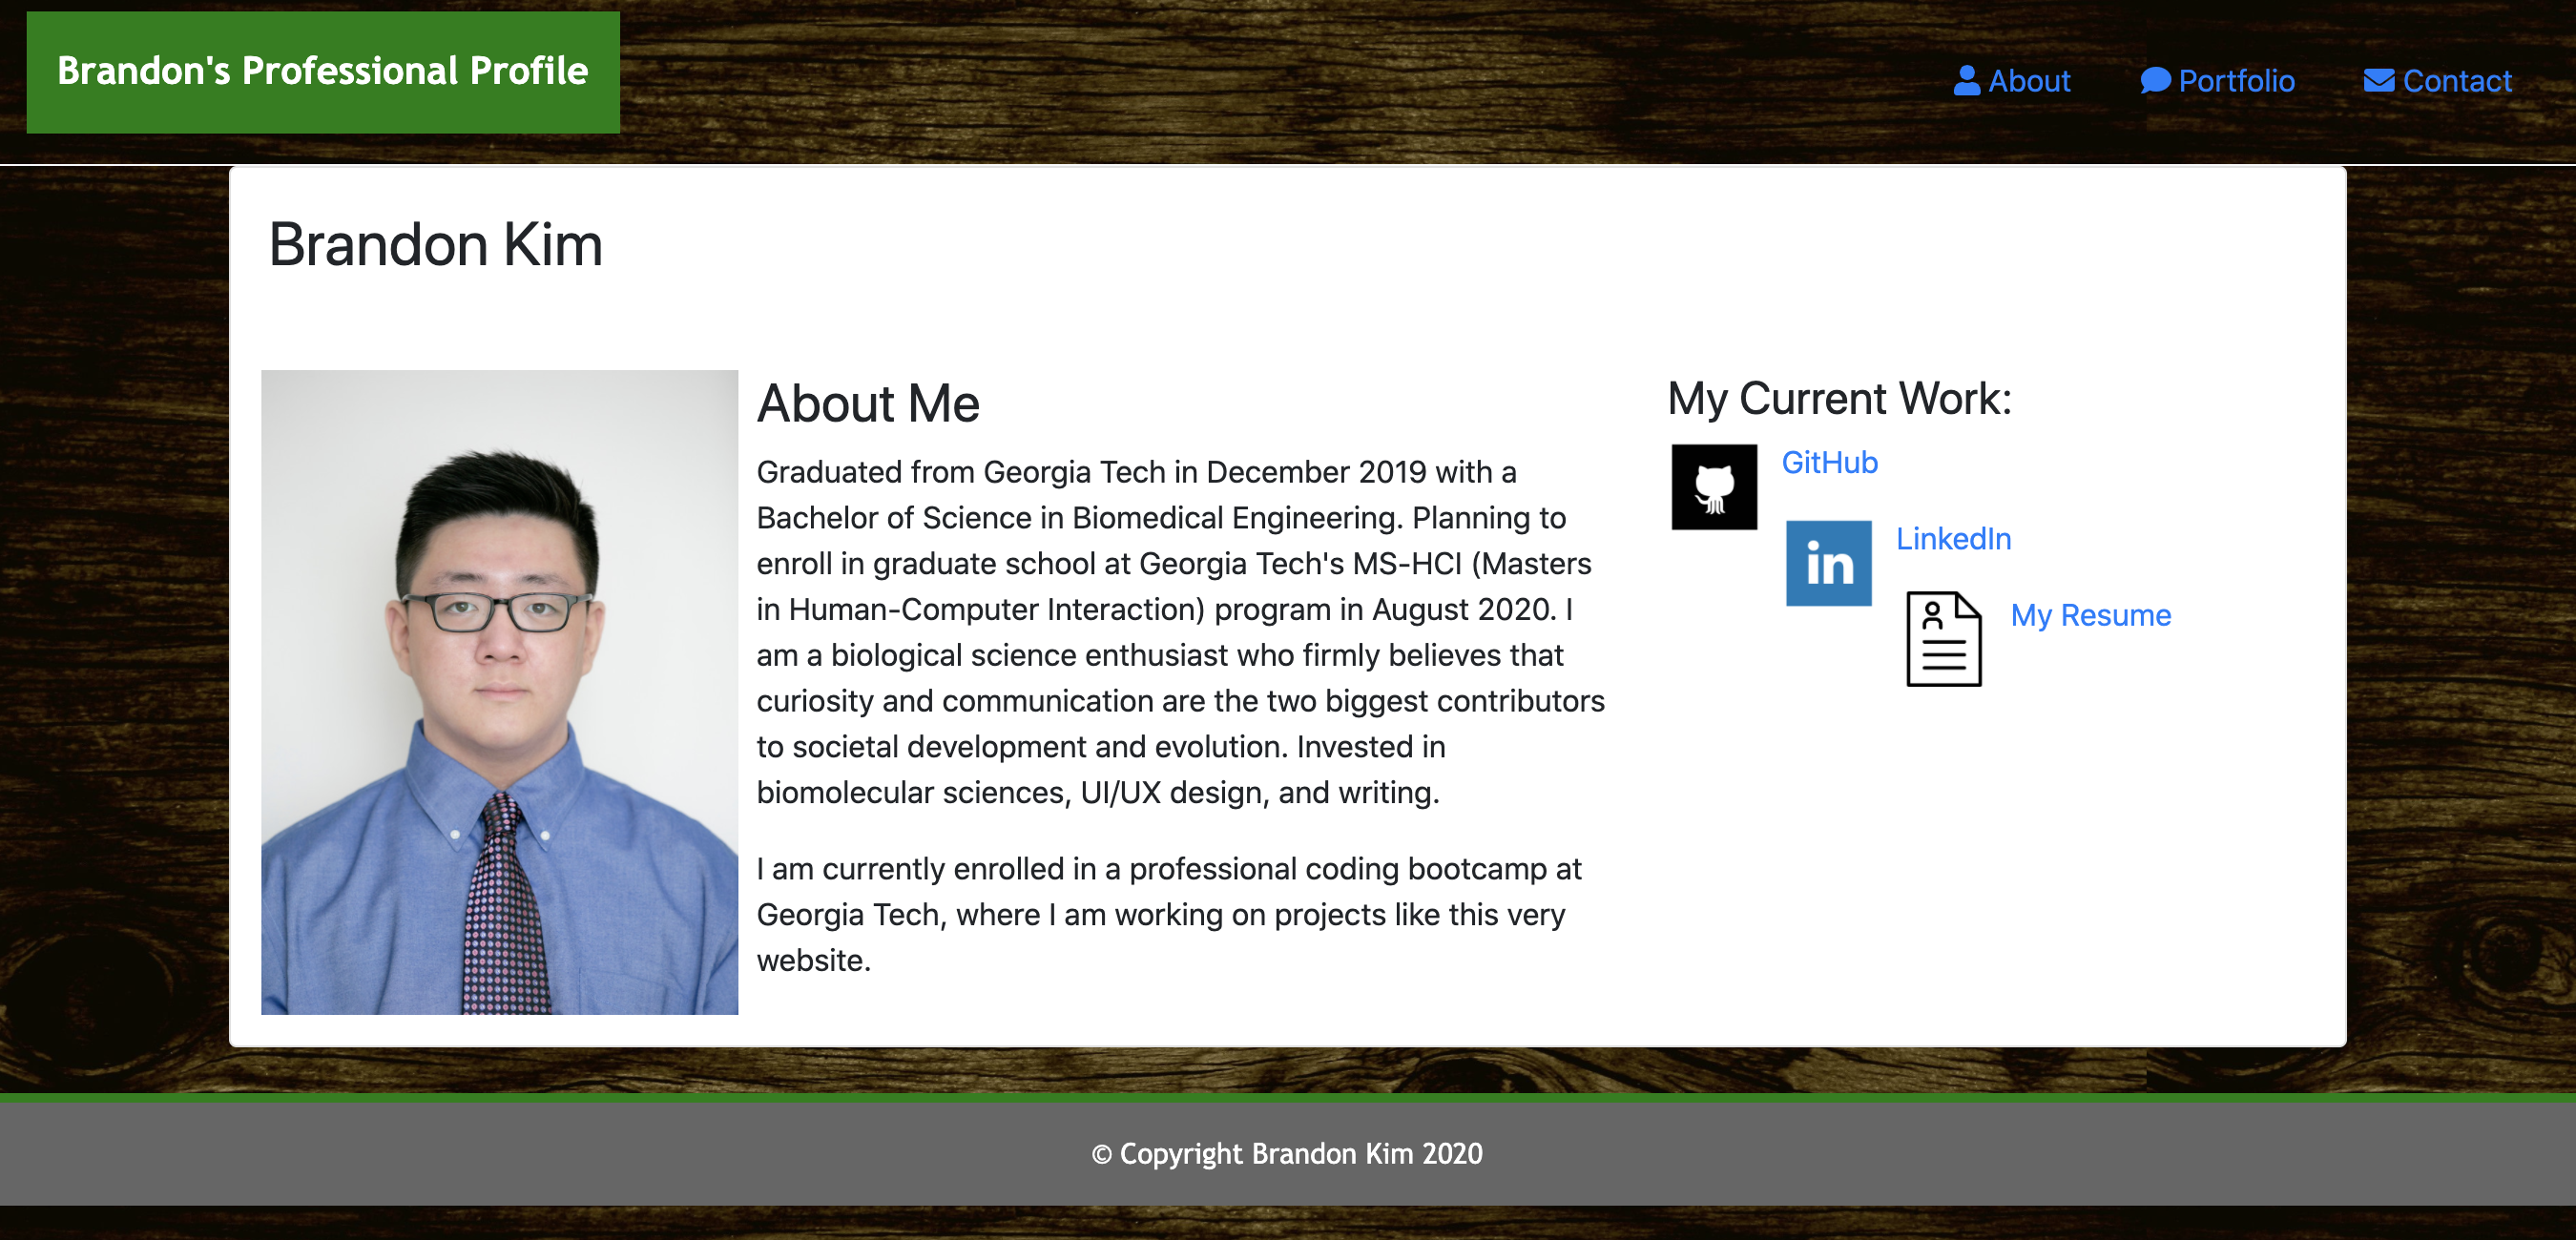 Brandon's Professional Profile
About
Portfolio
Contact
Brandon Kim
About Me
Graduated from Georgia Tech in December 2019 with a
Bachelor of Science in Biomedical Engineering. Planning to
enroll in graduate school at Georgia Tech's MS-HCI (Masters
in Human-Computer Interaction) program in August 2020. I
am a biological science enthusiast who firmly believes that
curiosity and communication are the two biggest contributors
to societal development and evolution. Invested in
biomolecular sciences, UI/UX design, and writing.
I am currently enrolled in a professional coding bootcamp at
Georgia Tech, where I am working on projects like this very
website.
My Current Work:
GitHub
in
LinkedIn
My Resume
© Copyright Brandon Kim 2020